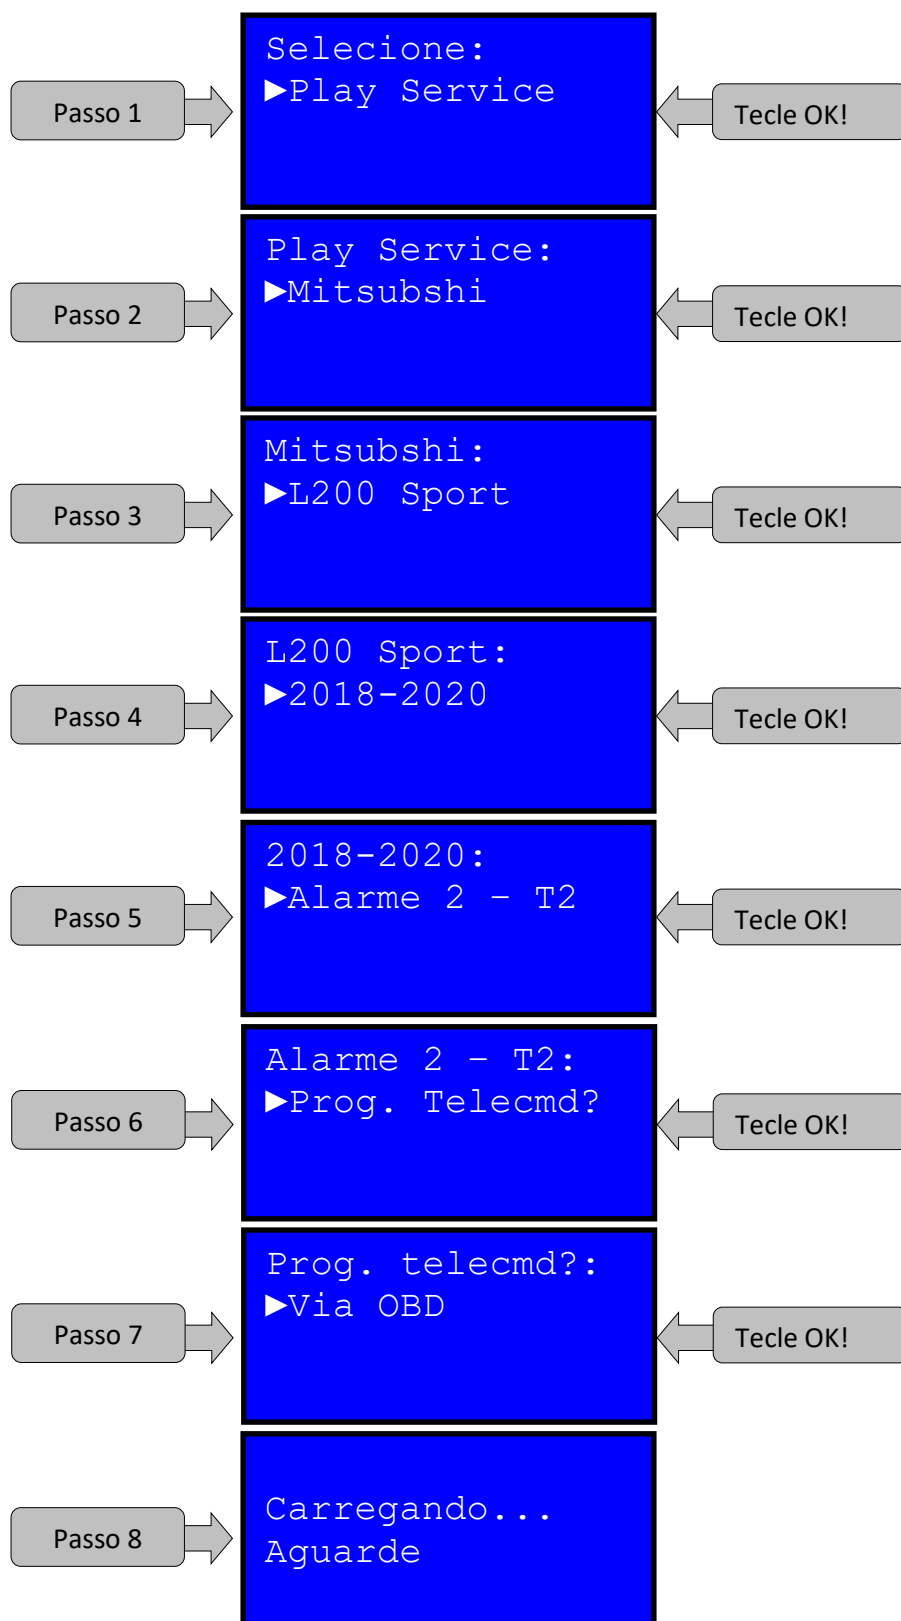 Selecione:
Passo 1
►Play Service
Tecle OK!
Play Service:
Passo 2
►Mitsubshi
Tecle OK!
Mitsubshi:
Passo 3
►L200 Sport
Tecle OK!
L200 Sport:
Passo 4
►2018-2020
Tecle OK!
2018-2020:
Passo 5
►Alarme 2 – T2
Tecle OK!
Alarme 2 – T2:
Passo 6
►Prog. Telecmd?
Tecle OK!
Prog. telecmd?:
Passo 7
►Via OBD
Tecle OK!
Passo 8
Carregando...
Aguarde